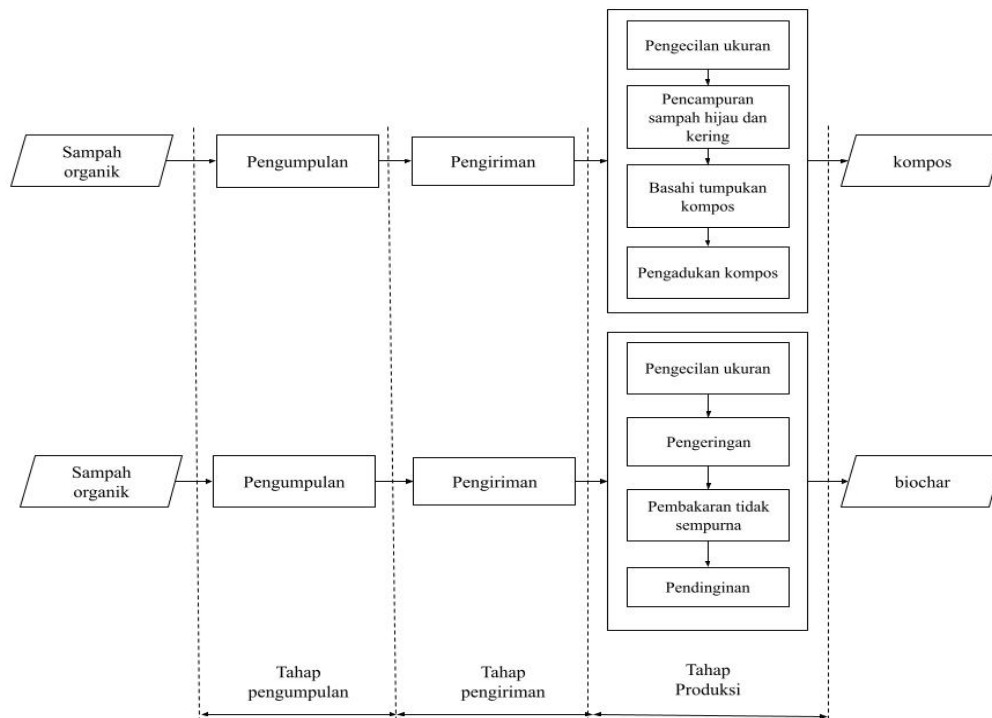 Sampah
organik
Pengumpulan
Pengiriman
Pengecilan ukuran
Pencampuran
sampah hijau dan
kering
Basahi tumpukan
kompos
Pengadukan kompos
kompos
Sampah
organik
Pengumpulan
Pengiriman
Pengecilan ukuran
Pengeringan
Pembakaran tidak
sempurna
Pendinginan
biochar
Tahap
pengumpulan
Tahap
pengiriman
Tahap
Produksi